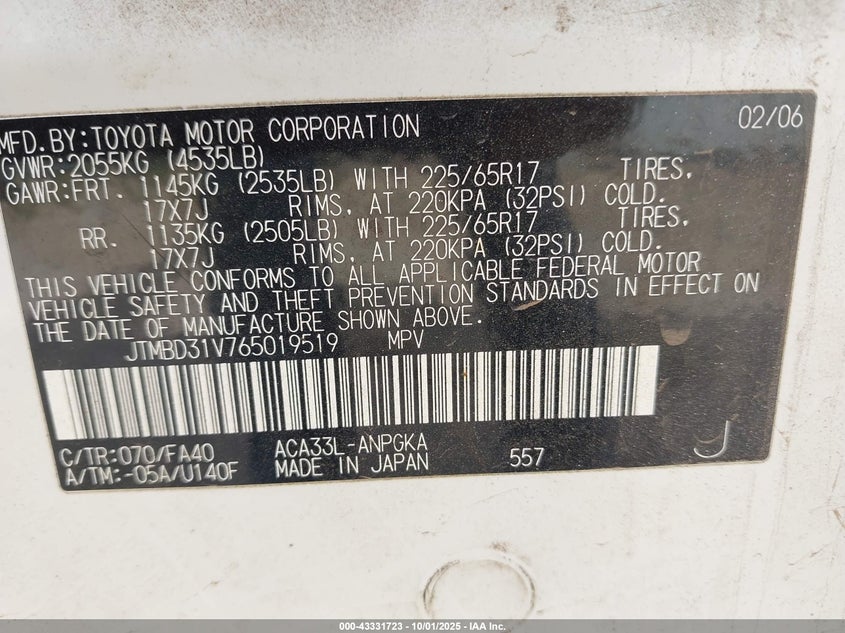 MFD.BY:TOYOTA MOTOR CORPORATION 02/06
GVWR:2055KG (4535LB)
GAWR:FRT. 1145KG (2535LB) WITH 225/65R17 TIRES,
17X7J RIMS, AT 220KPA (32PSI) COLD.
RR. 1135KG (2505LB) WITH 225/65R17 TIRES,
17X7J RIMS, AT 220KPA (32PSI) COLD.
THIS VEHICLE CONFORMS TO ALL APPLICABLE FEDERAL MOTOR
VEHICLE SAFETY AND THEFT PREVENTION STANDARDS IN EFFECT ON
THE DATE OF MANUFACTURE SHOWN ABOVE.
JTMBD31V765019519 MPV
C/TR:070/FA40 ACA33L-ANPGKA
A/TM:-05A/U140F MADE IN JAPAN 557 J
000-43331723 - 10/01/2025 - IAA Inc.